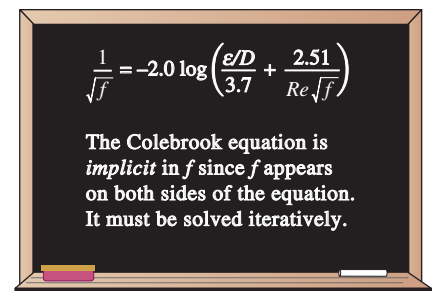 1/√f = –2.0 log(ε/D/3.7 + 2.51/Re√f)
The Colebrook equation is
implicit in f since f appears
on both sides of the equation.
It must be solved iteratively.